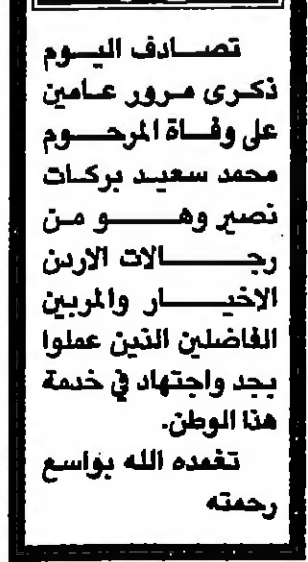 تصادف اليوم
ذكرى مرور عامين
على وفاة المرحوم
محمد سعيد بركات
نصير وهو من
رجالات الاردن
الاخيار والمربين
الفاضلين الذين عملوا
بجد واجتهاد في خدمة
هذا الوطن.
تغمده الله بواسع
رحمته